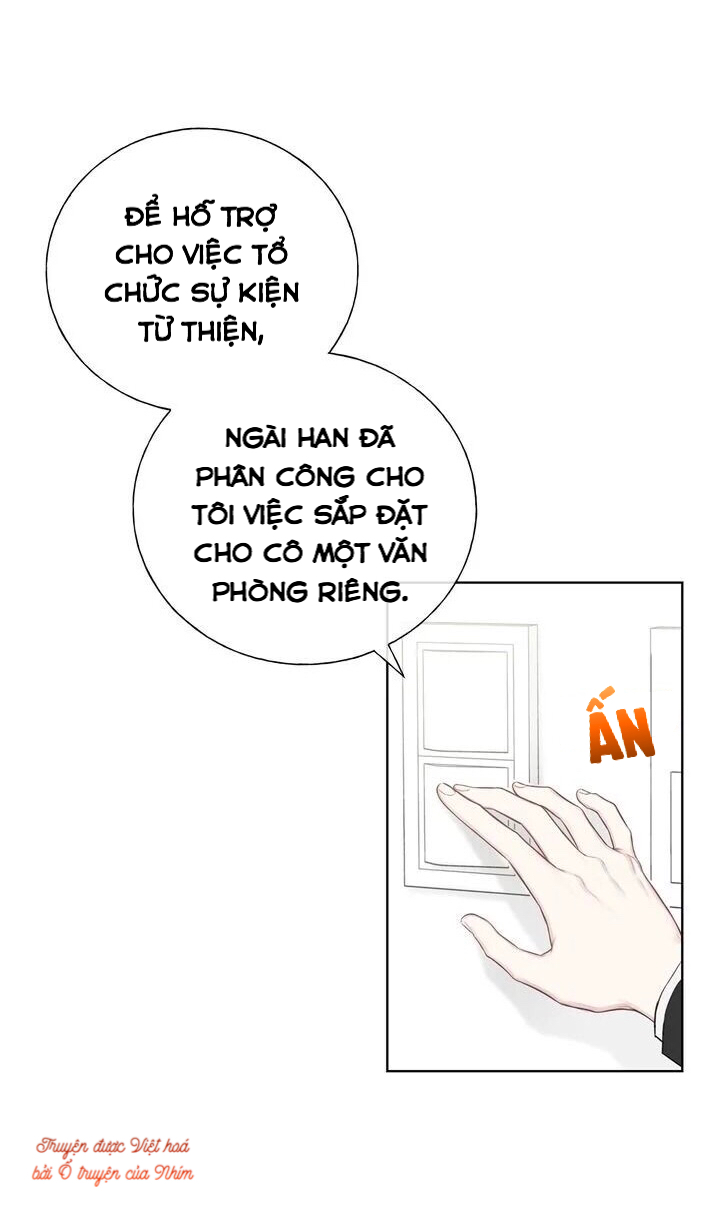 ĐỂ HỖ TRỢ
CHO VIỆC TỔ
CHỨC SỰ KIỆN
TỪ THIỆN,
NGÀI HAN ĐÃ
PHÂN CÔNG CHO
TÔI VIỆC SẮP ĐẶT
CHO CÔ MỘT VĂN
PHÒNG RIÊNG.
ẤN
Truyện được Việt hoá
bởi Ổ truyện của Nhím